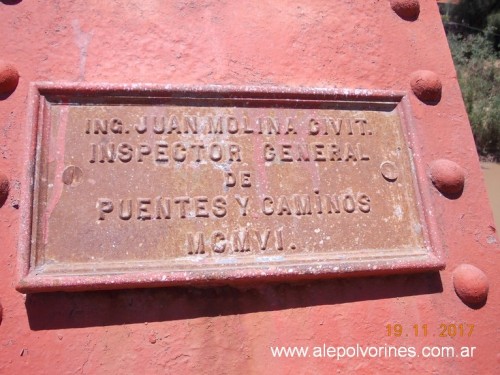 ING. JUAN MOLINA CIVIT.
INSPECTOR GENERAL
DE
PUENTES Y CAMINOS
MCMVI.
19 11 2017
www.alepolvorines.com.ar